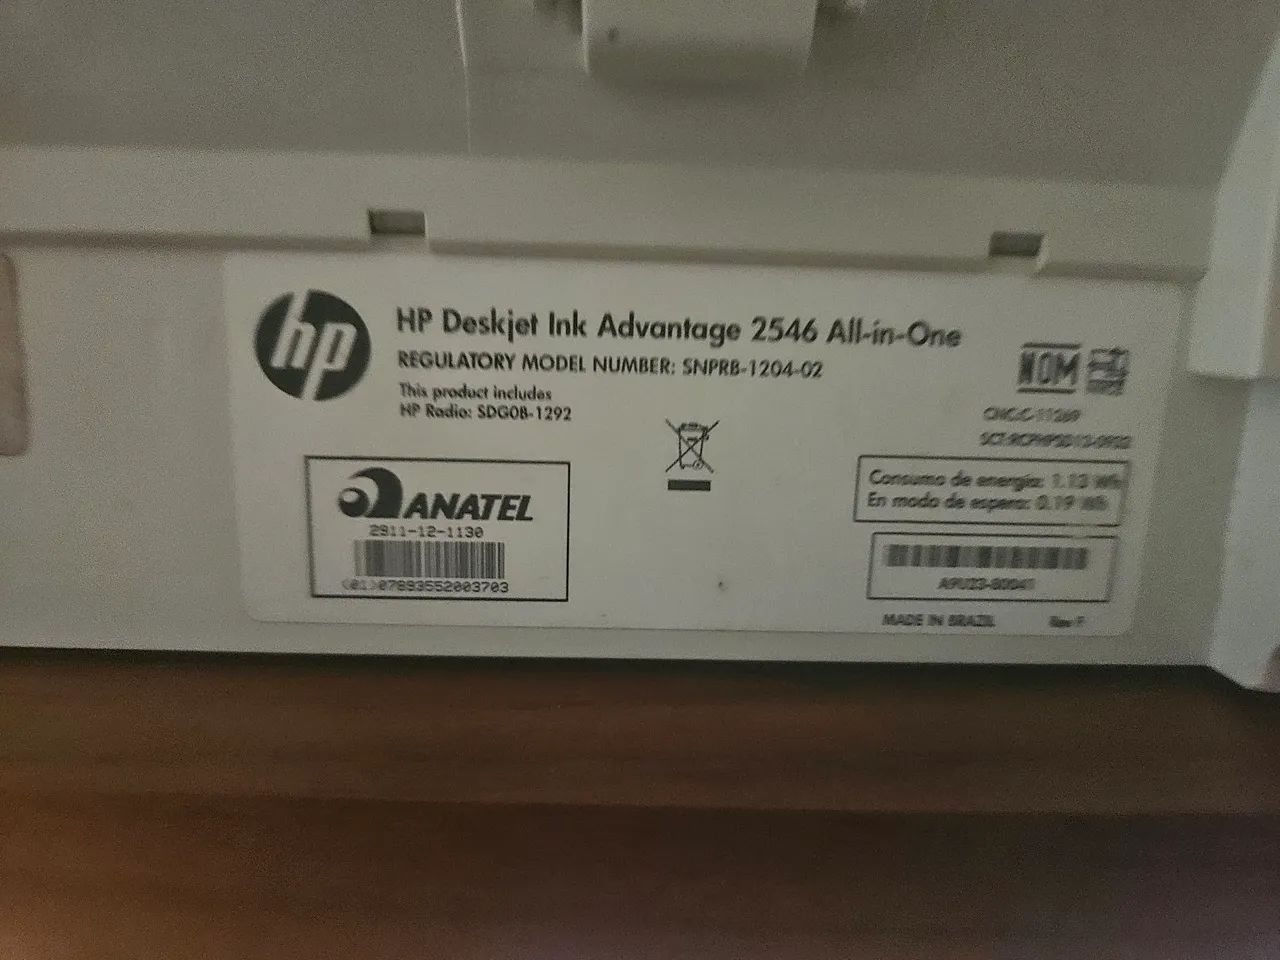 hp
HP Deskjet Ink Advantage 2546 All-in-One
REGULATORY MODEL NUMBER: SNPRB-1204-02
This product includes
HP Radio: SDGOB-1292
NOM
ANATEL
2911-12-1130
(01)07893552003703
Consumo de energía: 1.13 Wh
En modo de espera: 0.19 Wh
MADE IN BRAZIL
Rev F